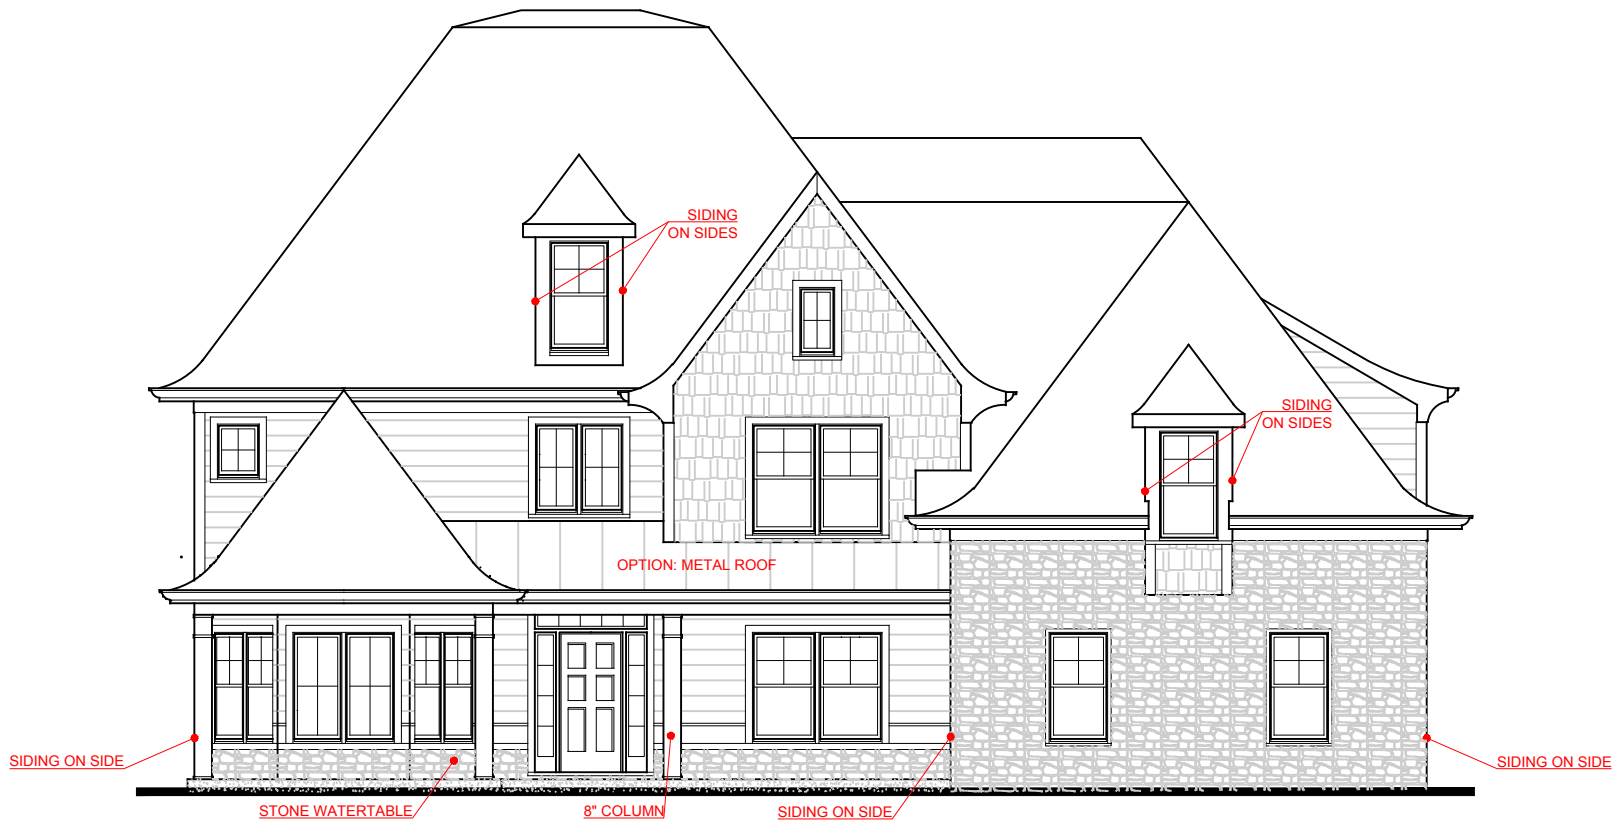 SIDING
ON SIDES
SIDING
ON SIDES
OPTION: METAL ROOF
SIDING ON SIDE
SIDING ON SIDE
STONE WATERTABLE
8" COLUMN
SIDING ON SIDE